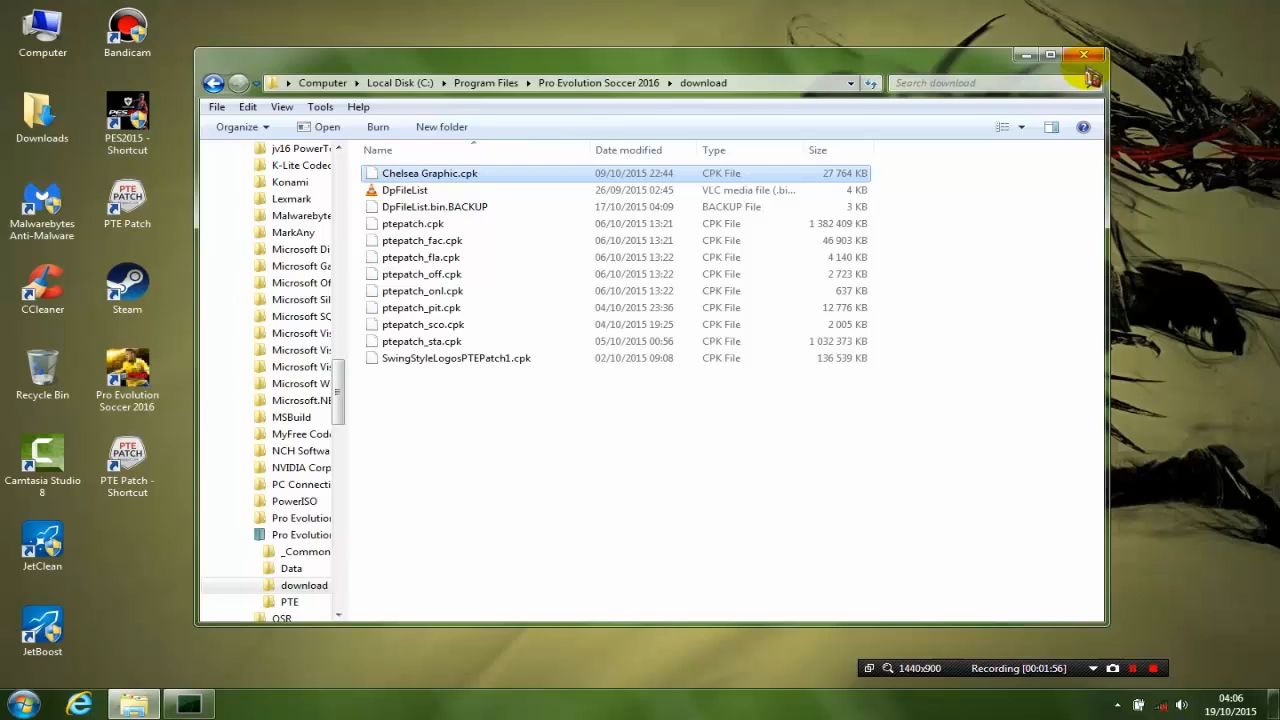 Computer
Bandicam
Downloads
PES2015 -
Shortcut
Malwarebytes
Anti-Malware
PTE Patch
CCleaner
Steam
Recycle Bin
Pro Evolution
Soccer 2016
Camtasia Studio
8
PTE Patch -
Shortcut
JetClean
JetBoost
Computer Local Disk (C:) Program Files Pro Evolution Soccer 2016 download
Search download
File Edit View Tools Help
Organize Open Burn New folder
jv16 PowerTo
K-Lite Codec
Konami
Lexmark
Malwarebyte
MarkAny
Microsoft Di
Microsoft Ga
Microsoft Of
Microsoft Sil
Microsoft SQ
Microsoft Vis
Microsoft Vis
Microsoft Vis
Microsoft W
Microsoft.NE
MSBuild
MyFree Code
NCH Softwa
NVIDIA Corp
PC Connecti
PowerISO
Pro Evolution
Pro Evolution
_Common
Data
download
PTE
QSR
Name Date modified Type Size
Chelsea Graphic.cpk 09/10/2015 22:44 CPK File 27 764 KB
DpFileList 26/09/2015 02:45 VLC media file (.bi... 4 KB
DpFileList.bin.BACKUP 17/10/2015 04:09 BACKUP File 3 KB
ptepatch.cpk 06/10/2015 13:21 CPK File 1 382 409 KB
ptepatch_fac.cpk 06/10/2015 13:21 CPK File 46 903 KB
ptepatch_fla.cpk 06/10/2015 13:22 CPK File 4 140 KB
ptepatch_off.cpk 06/10/2015 13:22 CPK File 2 723 KB
ptepatch_onl.cpk 06/10/2015 13:22 CPK File 637 KB
ptepatch_pit.cpk 04/10/2015 23:36 CPK File 12 776 KB
ptepatch_sco.cpk 04/10/2015 19:25 CPK File 2 005 KB
ptepatch_sta.cpk 05/10/2015 00:56 CPK File 1 032 373 KB
SwingStyleLogosPTEPatch1.cpk 02/10/2015 09:08 CPK File 136 539 KB
1440x900 Recording [00:01:56]
04:06
19/10/2015